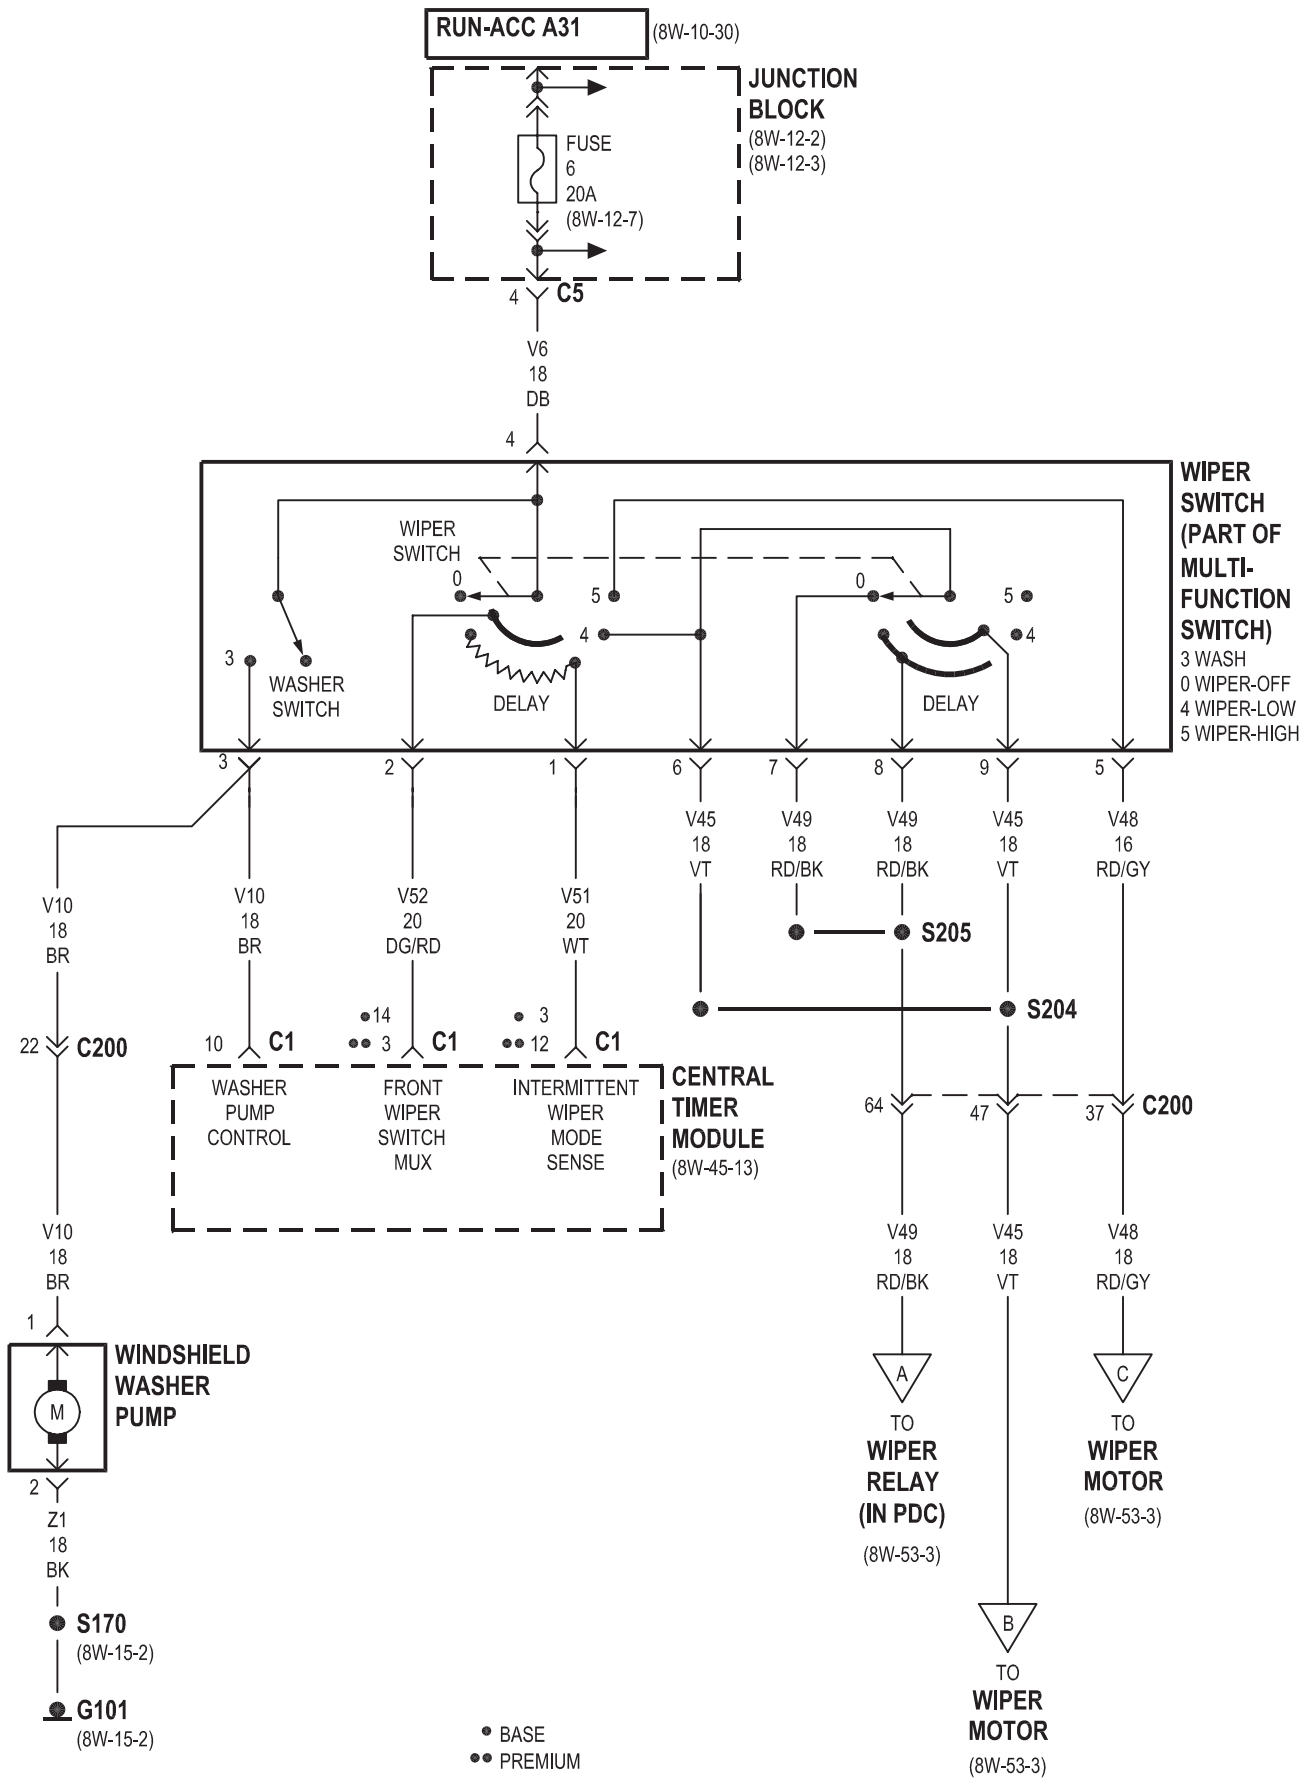 RUN-ACC A31
(8W-10-30)
JUNCTION
BLOCK
(8W-12-2)
(8W-12-3)
FUSE
6
20A
(8W-12-7)
4
C5
V6
18
DB
4
WIPER
SWITCH
(PART OF
MULTI-
FUNCTION
SWITCH)
3 WASH
0 WIPER-OFF
4 WIPER-LOW
5 WIPER-HIGH
WIPER
SWITCH
0
5
4
0
5
4
3
WASHER
SWITCH
DELAY
DELAY
3
2
1
6
7
8
9
5
V45
18
VT
V49
18
RD/BK
V49
18
RD/BK
V45
18
VT
V48
16
RD/GY
V10
18
BR
V10
18
BR
V52
20
DG/RD
V51
20
WT
S205
S204
22
C200
10
C1
14
3
C1
3
12
C1
WASHER
PUMP
CONTROL
FRONT
WIPER
SWITCH
MUX
INTERMITTENT
WIPER
MODE
SENSE
CENTRAL
TIMER
MODULE
(8W-45-13)
64
47
37
C200
V10
18
BR
V49
18
RD/BK
V45
18
VT
V48
18
RD/GY
1
M
WINDSHIELD
WASHER
PUMP
2
Z1
18
BK
S170
(8W-15-2)
G101
(8W-15-2)
A
TO
WIPER
RELAY
(IN PDC)
(8W-53-3)
C
TO
WIPER
MOTOR
(8W-53-3)
B
TO
WIPER
MOTOR
(8W-53-3)
BASE
PREMIUM